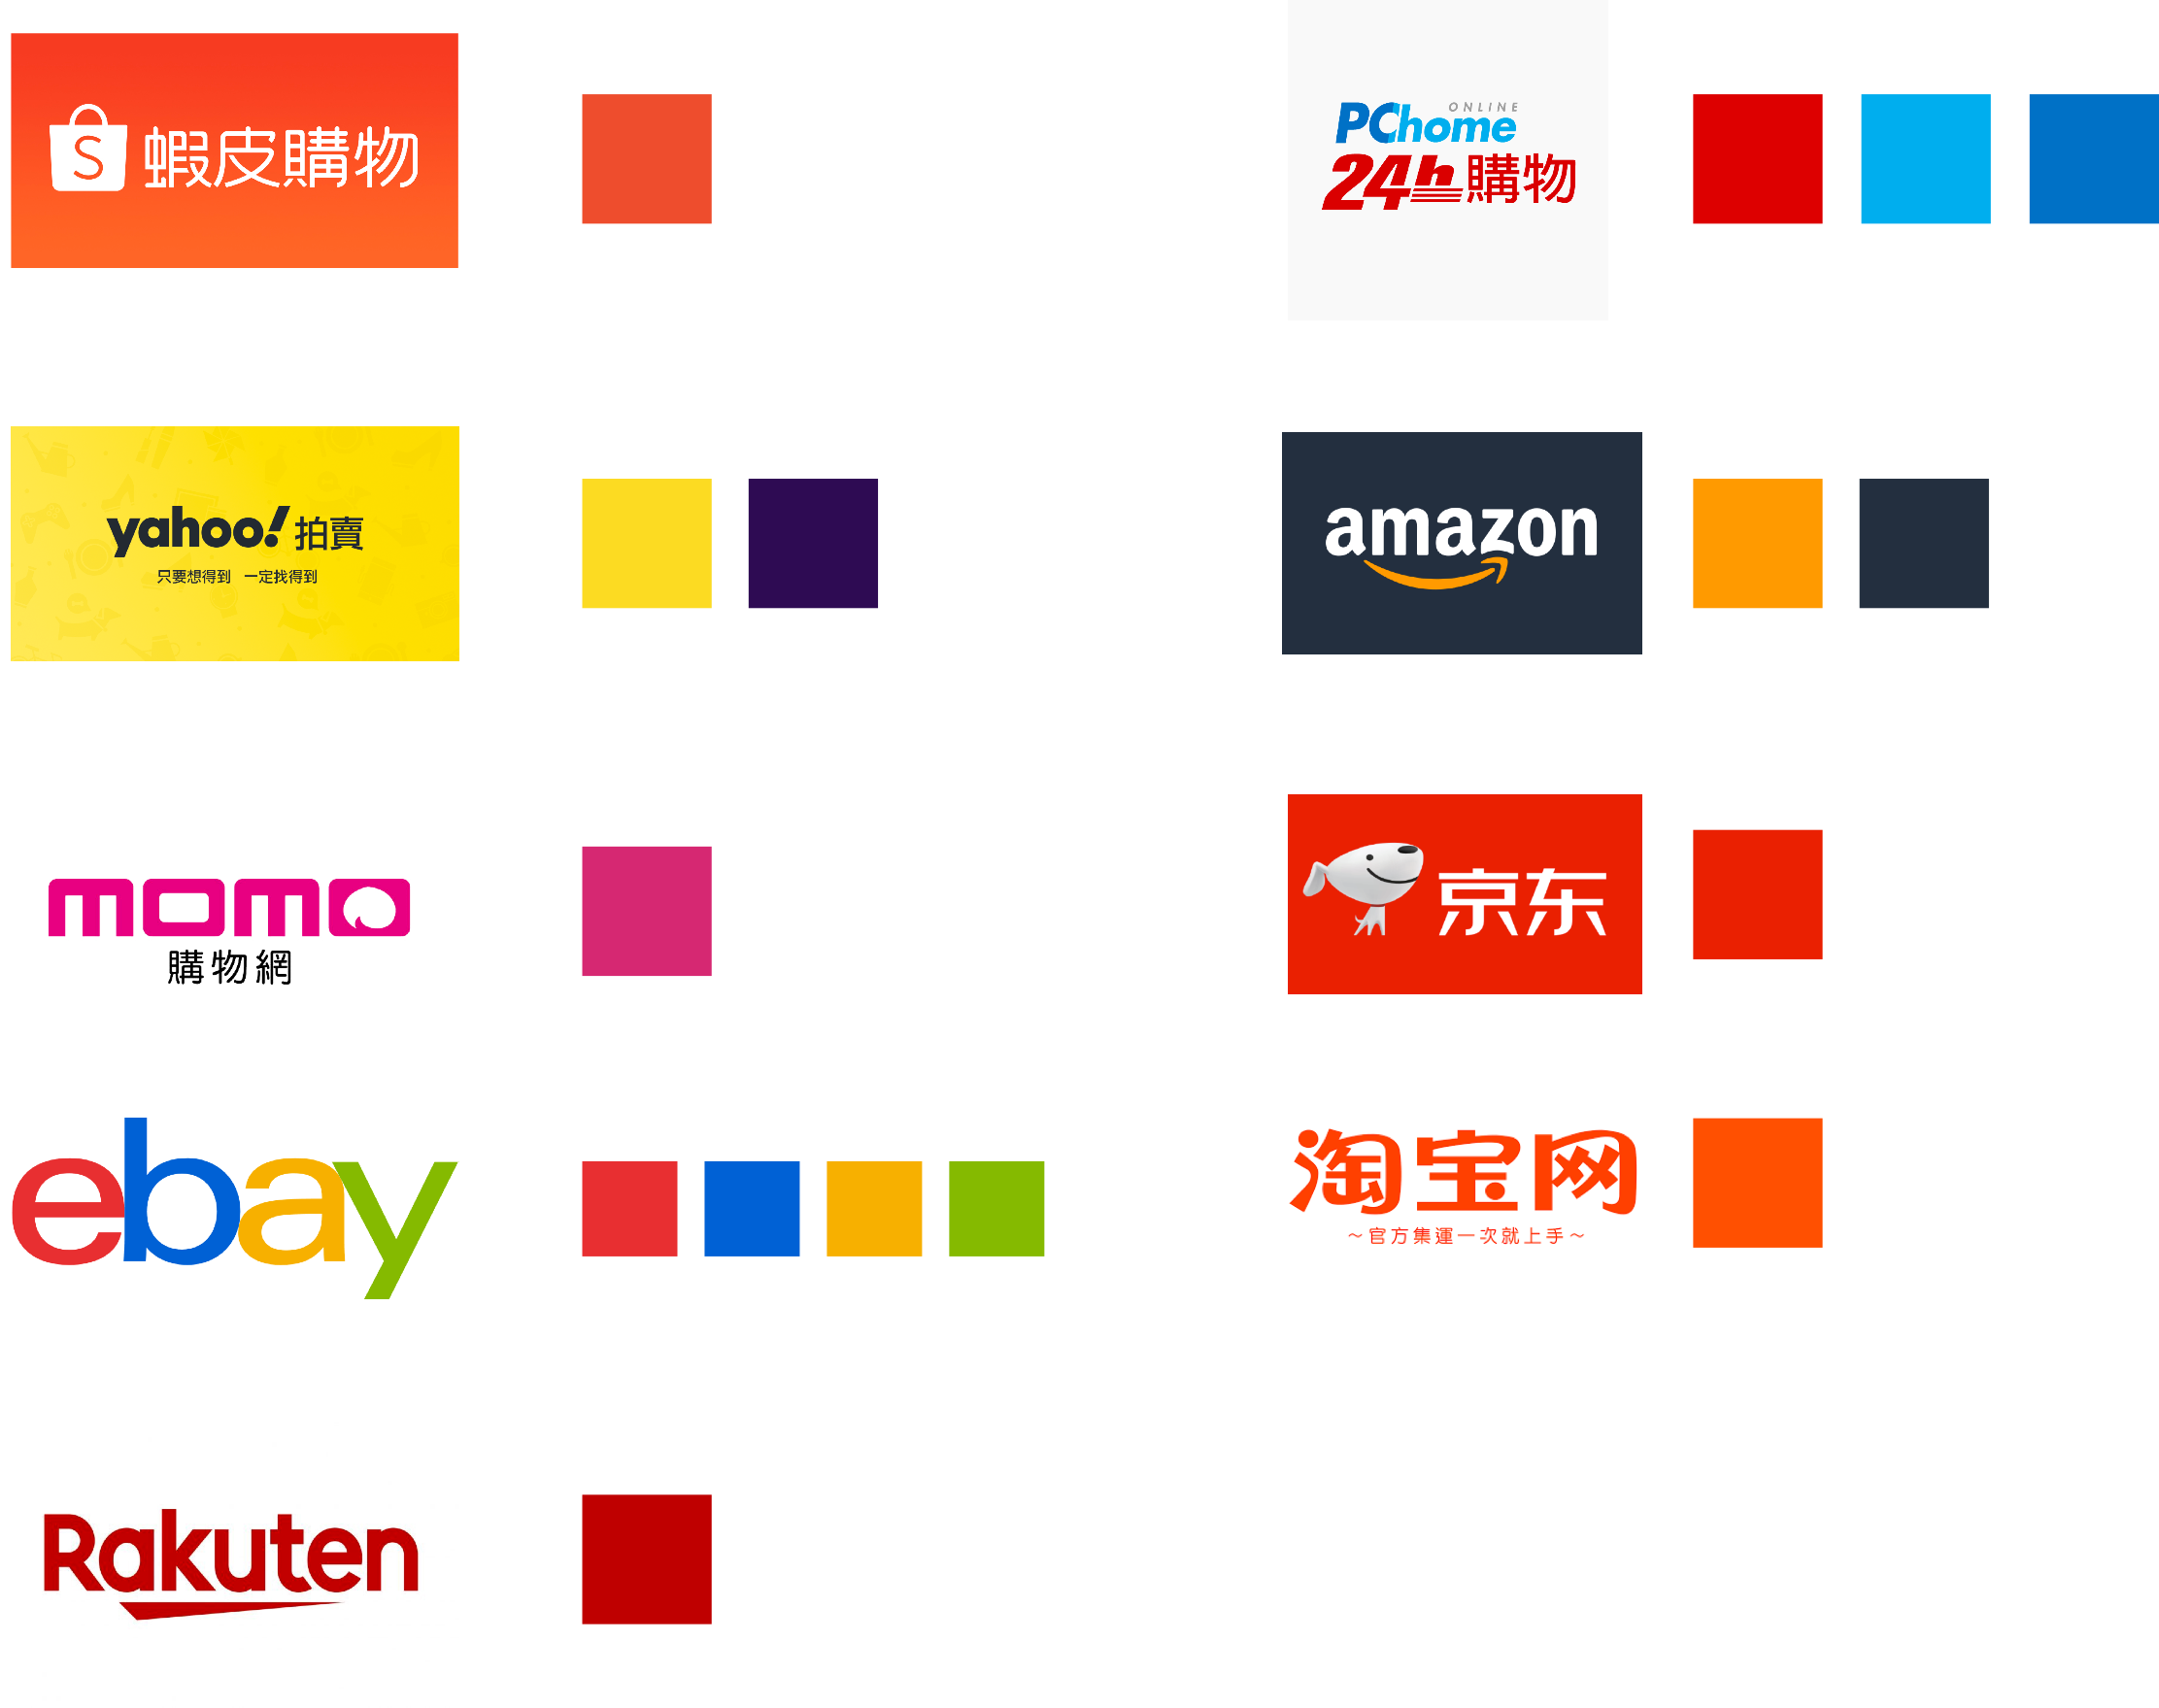 S 蝦皮購物
ONLINE
PChome
24h購物
yahoo!拍賣
只要想得到 一定找得到
amazon
momo
購物網
京东
ebay
淘宝网
～官方集運一次就上手～
Rakuten